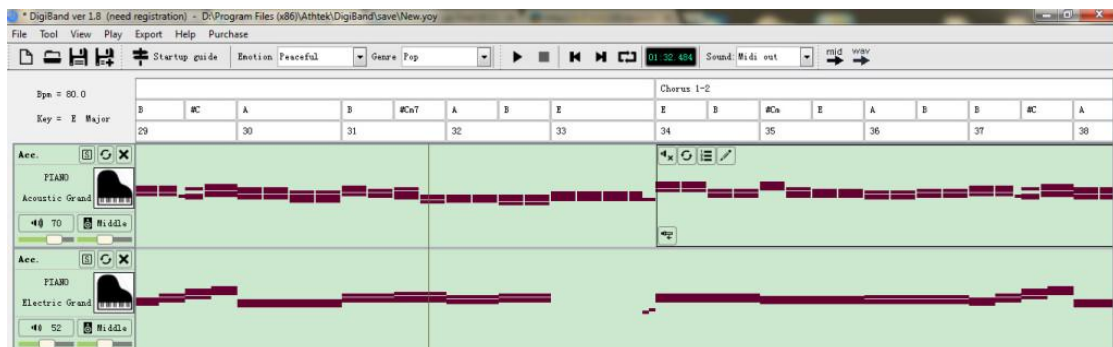 * DigiBand ver 1.8 (need registration) - D:\Program Files (x86)\Athtek\DigiBand\save\New.yoy
File Tool View Play Export Help Purchase
Startup guide Emotion Peaceful Genre Pop 01:32.484 Sound: Midi out mid wav
Bpm = 80.0 Chorus 1-2
Key = E Major B #C A B #Cm7 A B E E B #Cm E A B B #C A
29 30 31 32 33 34 35 36 37 38
Acc. S
PIANO
Acoustic Grand
70 Middle
Acc. S
PIANO
Electric Grand
52 Middle